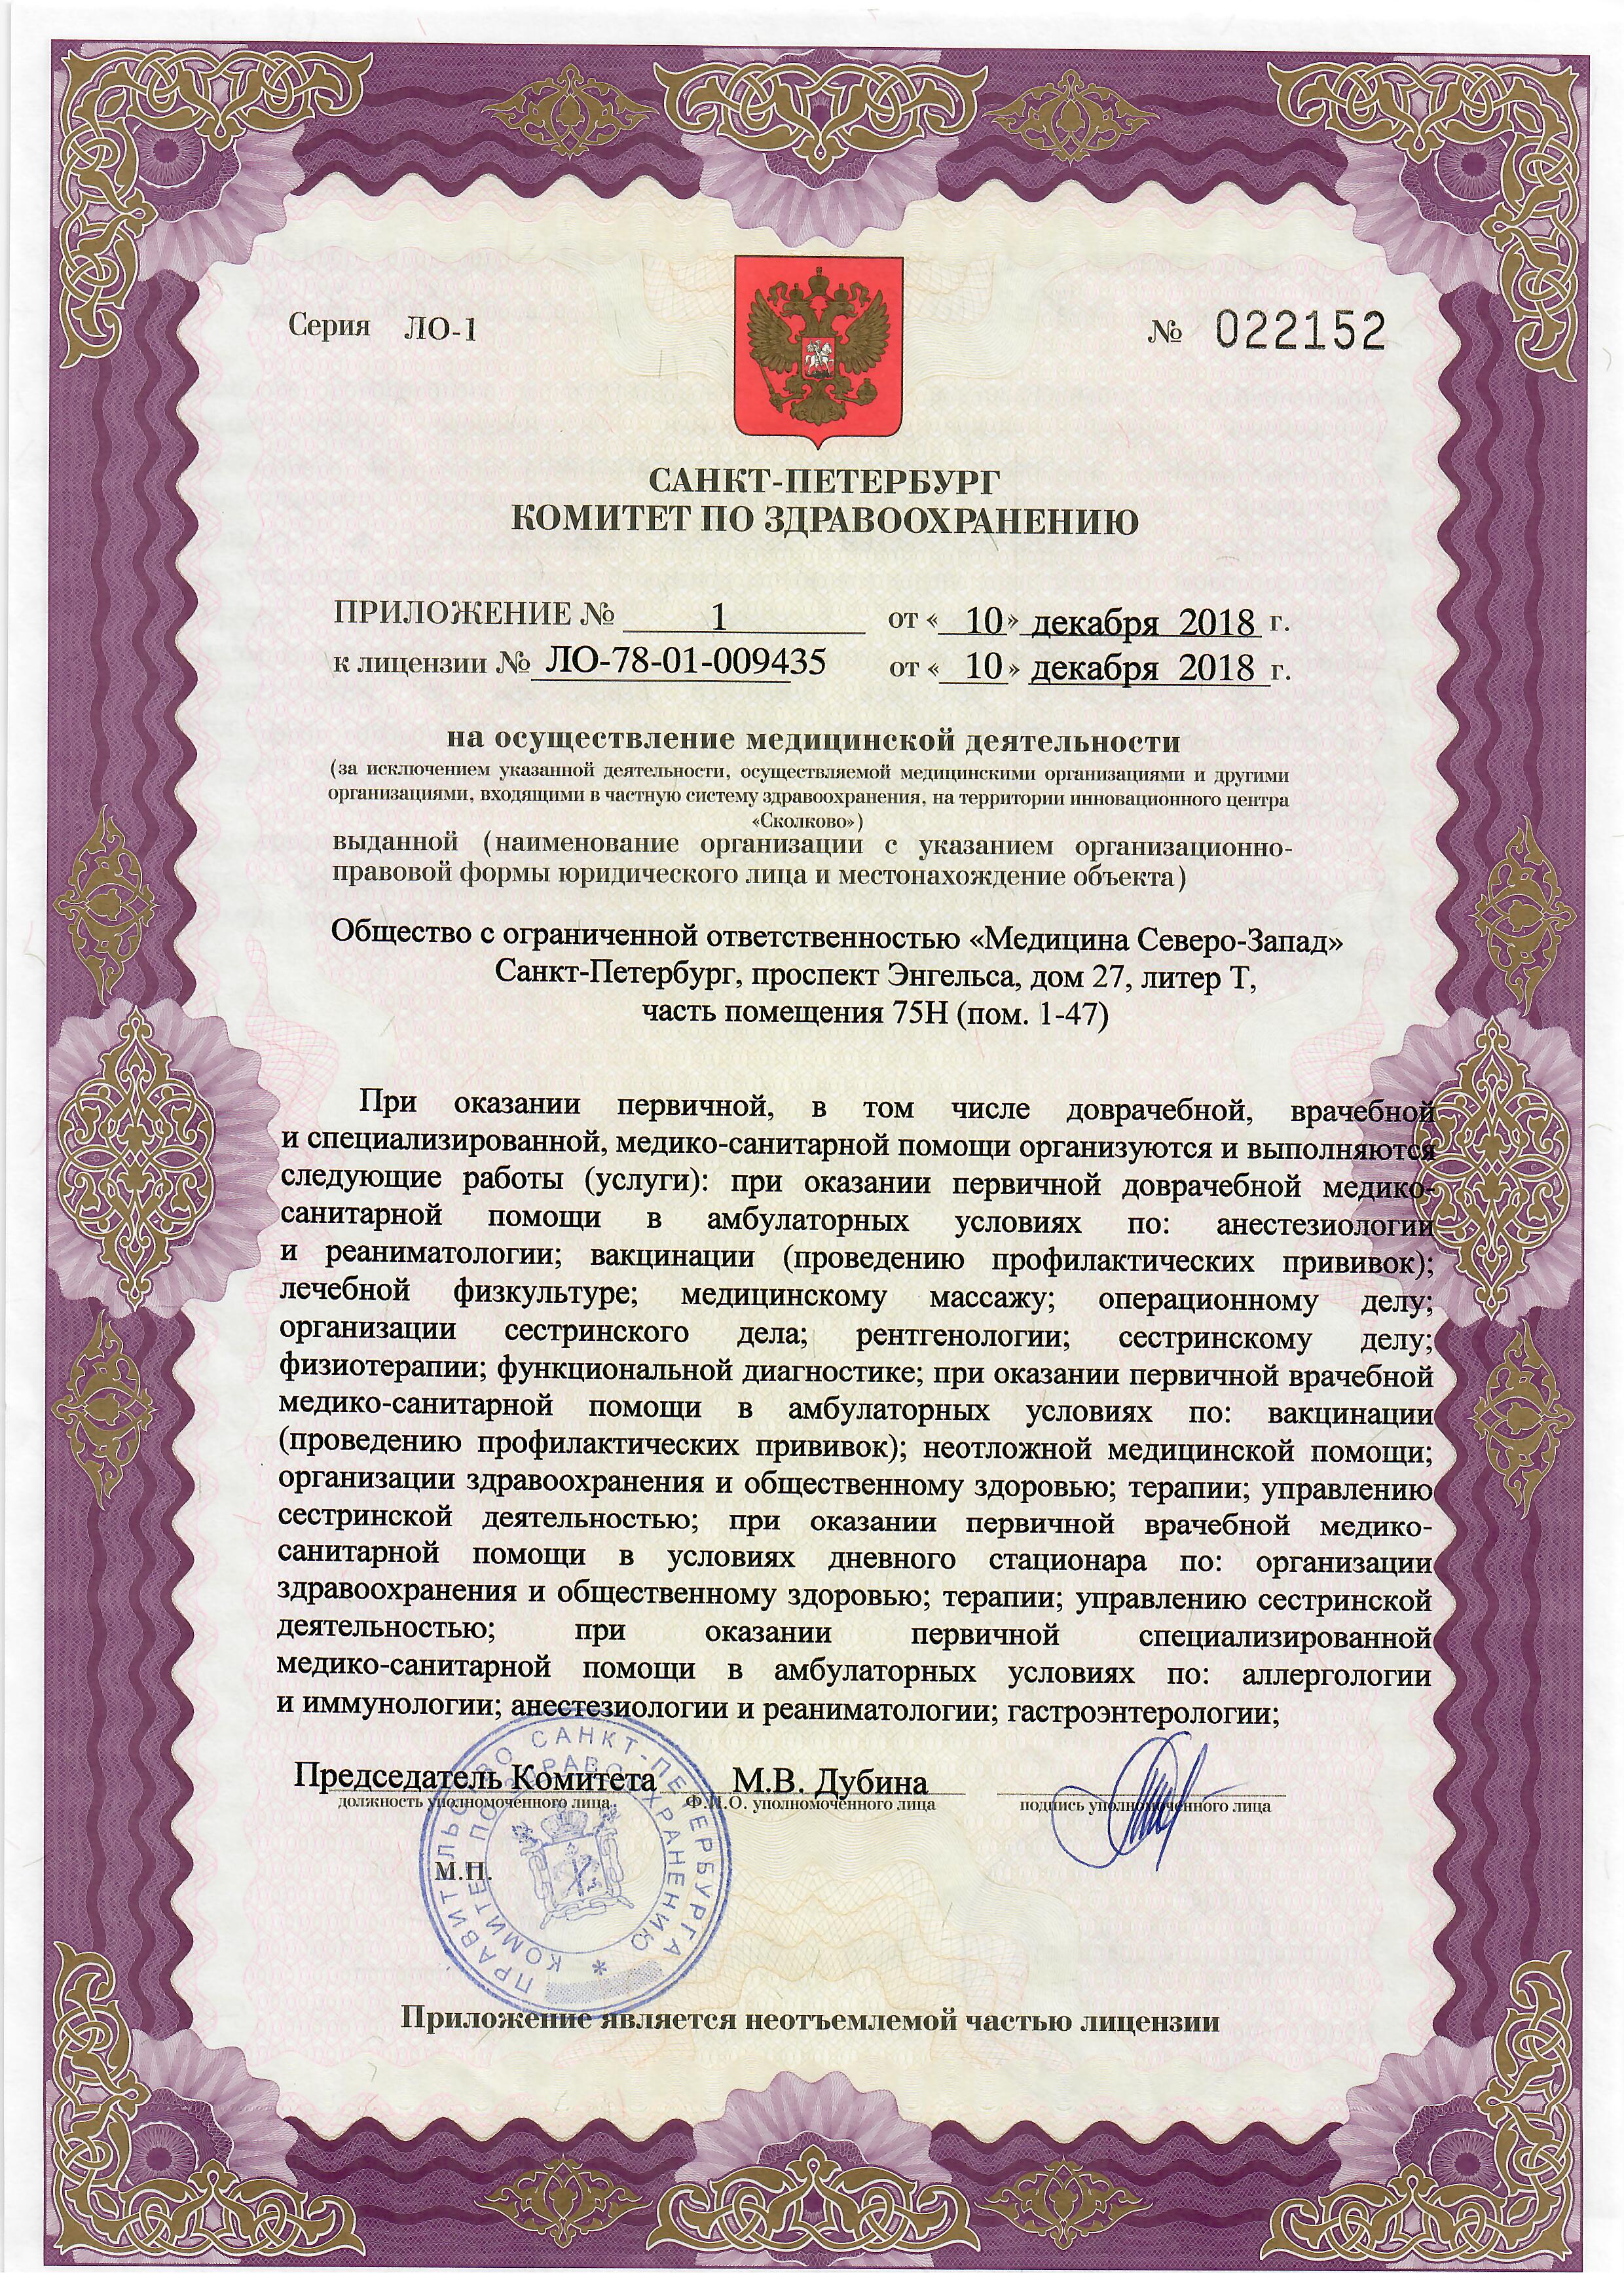 Серия ЛО-1
№ 022152
САНКТ-ПЕТЕРБУРГ
КОМИТЕТ ПО ЗДРАВООХРАНЕНИЮ
ПРИЛОЖЕНИЕ № 1 от « 10 » декабря 2018 г.
к лицензии № ЛО-78-01-009435 от « 10 » декабря 2018 г.
на осуществление медицинской деятельности
(за исключением указанной деятельности, осуществляемой медицинскими организациями и другими
организациями, входящими в частную систему здравоохранения, на территории инновационного центра
«Сколково»)
выданной (наименование организации с указанием организационно-
правовой формы юридического лица и местонахождение объекта)
Общество с ограниченной ответственностью «Медицина Северо-Запад»
Санкт-Петербург, проспект Энгельса, дом 27, литер Т,
часть помещения 75Н (пом. 1-47)
При оказании первичной, в том числе доврачебной, врачебной
и специализированной, медико-санитарной помощи организуются и выполняются
следующие работы (услуги): при оказании первичной доврачебной медико-
санитарной помощи в амбулаторных условиях по: анестезиологии
и реаниматологии; вакцинации (проведению профилактических прививок);
лечебной физкультуре; медицинскому массажу; операционному делу;
организации сестринского дела; рентгенологии; сестринскому делу;
физиотерапии; функциональной диагностике; при оказании первичной врачебной
медико-санитарной помощи в амбулаторных условиях по: вакцинации
(проведению профилактических прививок); неотложной медицинской помощи;
организации здравоохранения и общественному здоровью; терапии; управлению
сестринской деятельностью; при оказании первичной врачебной медико-
санитарной помощи в условиях дневного стационара по: организации
здравоохранения и общественному здоровью; терапии; управлению сестринской
деятельностью; при оказании первичной специализированной
медико-санитарной помощи в амбулаторных условиях по: аллергологии
и иммунологии; анестезиологии и реаниматологии; гастроэнтерологии;
Председатель Комитета М.В. Дубина
должность уполномоченного лица Ф.И.О. уполномоченного лица подпись уполномоченного лица
М.П.
ПРАВИТЕЛЬСТВО САНКТ-ПЕТЕРБУРГА
КОМИТЕТ ПО ЗДРАВООХРАНЕНИЮ *
Приложение является неотъемлемой частью лицензии